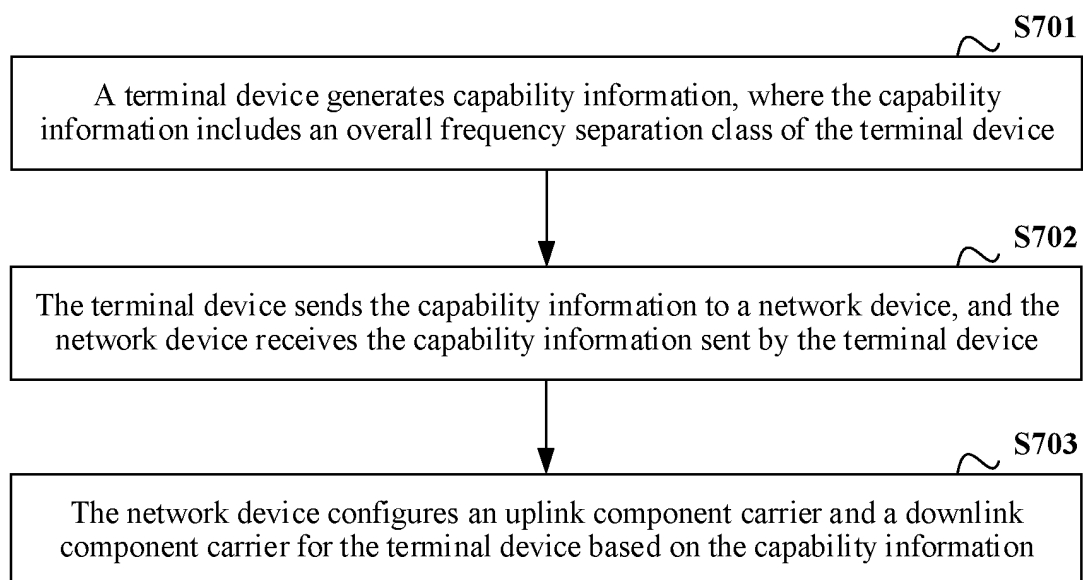 S701
A terminal device generates capability information, where the capability
information includes an overall frequency separation class of the terminal device
S702
The terminal device sends the capability information to a network device, and the
network device receives the capability information sent by the terminal device
S703
The network device configures an uplink component carrier and a downlink
component carrier for the terminal device based on the capability information